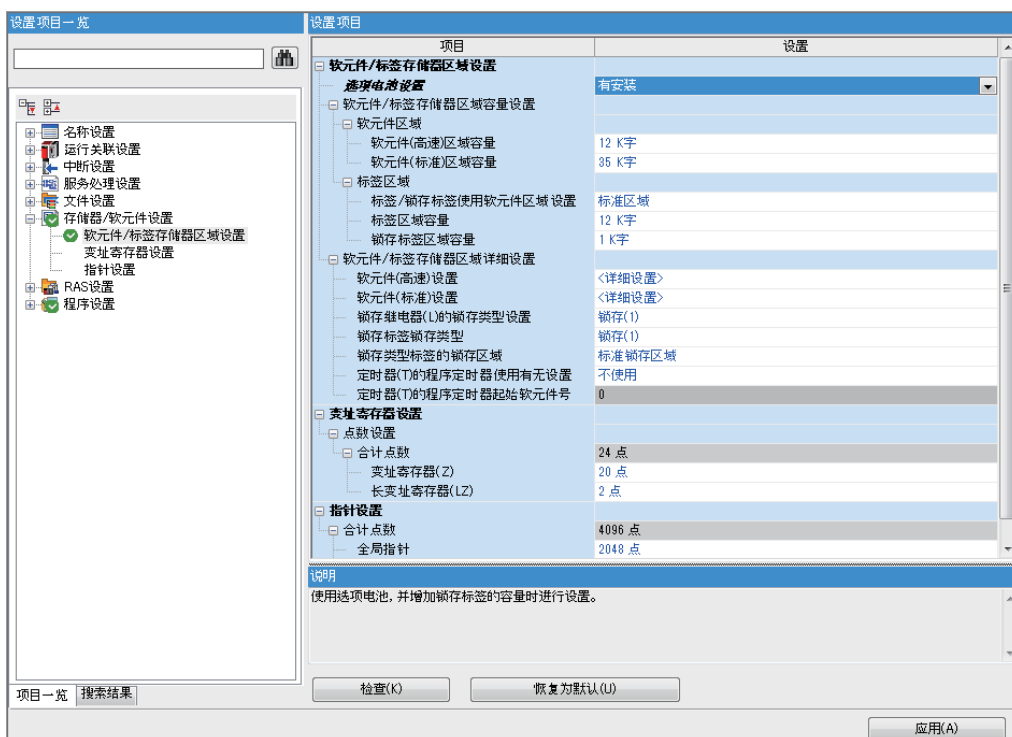 设置项目一览
名称设置
运行关联设置
中断设置
服务处理设置
文件设置
存储器/软元件设置
软元件/标签存储器区域设置
变址寄存器设置
指针设置
RAS设置
程序设置
项目一览 搜索结果
设置项目
项目 设置
软元件/标签存储器区域设置
选项电池设置 有安装
软元件/标签存储器区域容量设置
软元件区域
软元件(高速)区域容量 12 K字
软元件(标准)区域容量 35 K字
标签区域
标签/锁存标签使用软元件区域设置 标准区域
标签区域容量 12 K字
锁存标签区域容量 1 K字
软元件/标签存储器区域详细设置
软元件(高速)设置 <详细设置>
软元件(标准)设置 <详细设置>
锁存继电器(L)的锁存类型设置 锁存(1)
锁存标签锁存类型 锁存(1)
锁存类型标签的锁存区域 标准锁存区域
定时器(T)的程序定时器使用有无设置 不使用
定时器(T)的程序定时器起始软元件号 0
变址寄存器设置
点数设置
合计点数 24 点
变址寄存器(Z) 20 点
长变址寄存器(LZ) 2 点
指针设置
合计点数 4096 点
全局指针 2048 点
说明
使用选项电池, 并增加锁存标签的容量时进行设置。
检查(K) 恢复为默认(U)
应用(A)